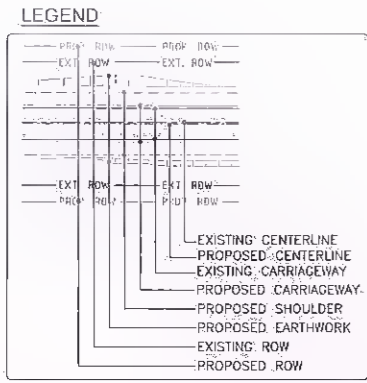 LEGEND
PROP. ROW PROP. ROW
EXT. ROW EXT. ROW
EXT. ROW EXT. ROW
PROP. ROW PROP. ROW
EXISTING CENTERLINE
PROPOSED CENTERLINE
EXISTING CARRIAGEWAY
PROPOSED CARRIAGEWAY
PROPOSED SHOULDER
PROPOSED EARTHWORK
EXISTING ROW
PROPOSED ROW